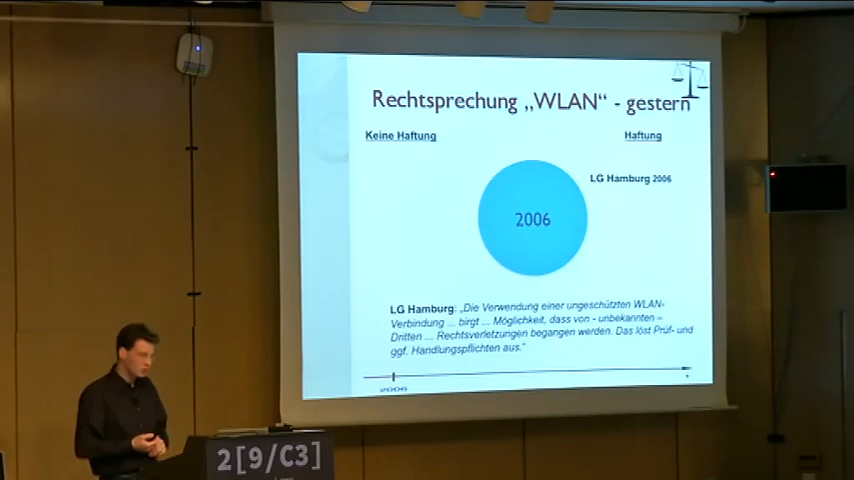 Rechtsprechung „WLAN“ - gestern
Keine Haftung
Haftung
LG Hamburg 2006
2006
LG Hamburg: „Die Verwendung einer ungeschützten WLAN-
Verbindung ... birgt ... Möglichkeit, dass von - unbekannten –
Dritten ... Rechtsverletzungen begangen werden. Das löst Prüf- und
ggf. Handlungspflichten aus.“
2006
2[9/C3]